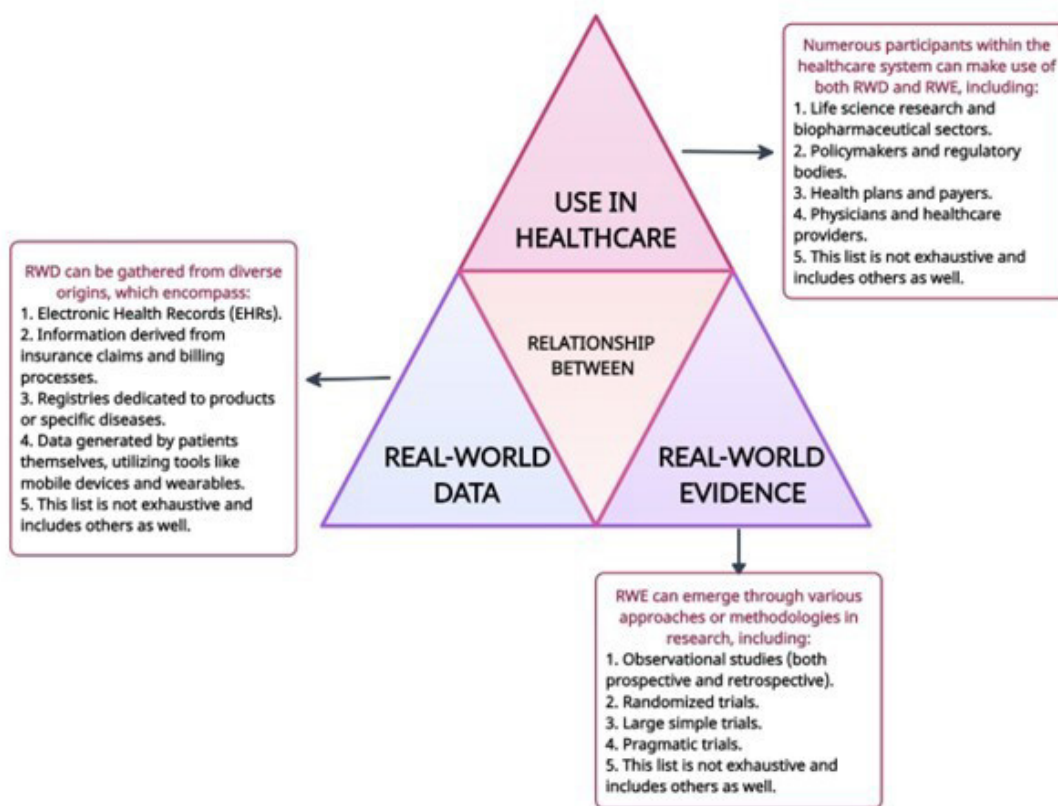 Numerous participants within the
healthcare system can make use of
both RWD and RWE, including:
1. Life science research and
biopharmaceutical sectors.
2. Policymakers and regulatory
bodies.
3. Health plans and payers.
4. Physicians and healthcare
providers.
5. This list is not exhaustive and
includes others as well.
USE IN
HEALTHCARE
RWD can be gathered from diverse
origins, which encompass:
1. Electronic Health Records (EHRs).
2. Information derived from
insurance claims and billing
processes.
3. Registries dedicated to products
or specific diseases.
4. Data generated by patients
themselves, utilizing tools like
mobile devices and wearables.
5. This list is not exhaustive and
includes others as well.
RELATIONSHIP
BETWEEN
REAL-WORLD
DATA
REAL-WORLD
EVIDENCE
RWE can emerge through various
approaches or methodologies in
research, including:
1. Observational studies (both
prospective and retrospective).
2. Randomized trials.
3. Large simple trials.
4. Pragmatic trials.
5. This list is not exhaustive and
includes others as well.